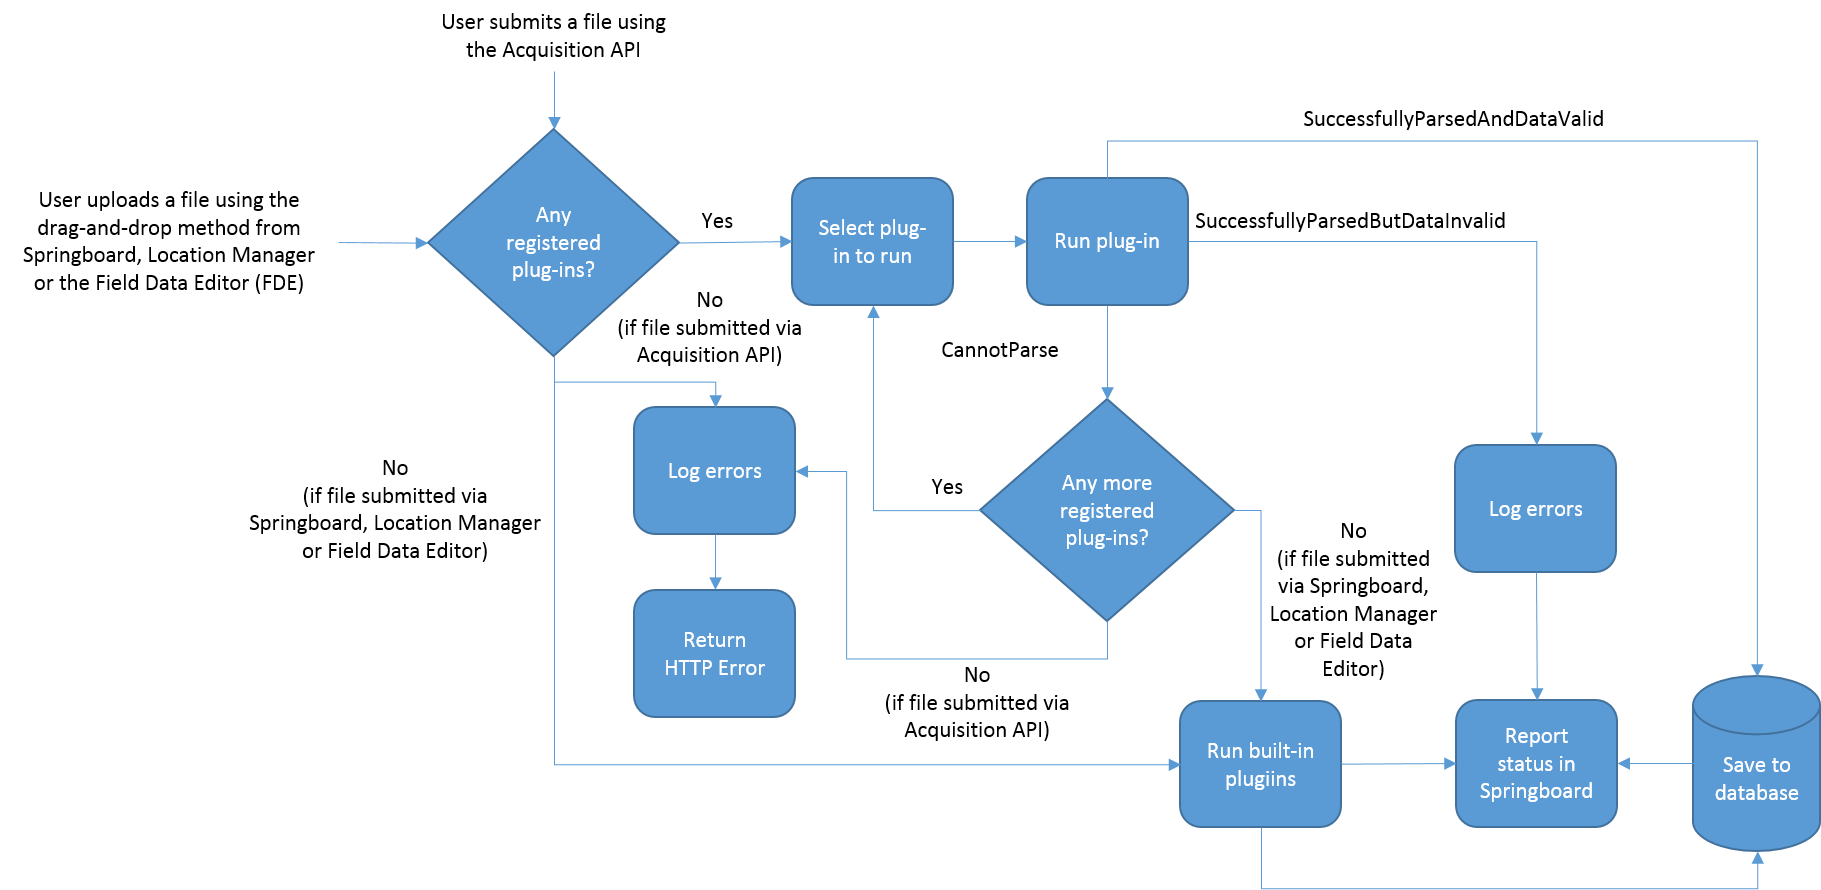 User submits a file using
the Acquisition API
SuccessfullyParsedAndDataValid
User uploads a file using the
drag-and-drop method from
Springboard, Location Manager
or the Field Data Editor (FDE)
Any
registered
plug-ins?
Yes
Select plug-
in to run
Run plug-in
SuccessfullyParsedButDataInvalid
No
(if file submitted via
Acquisition API)
CannotParse
No
(if file submitted via
Springboard, Location Manager
or Field Data Editor)
Log errors
Yes
Any more
registered
plug-ins?
No
(if file submitted
via Springboard,
Location Manager
or Field Data
Editor)
Log errors
Return
HTTP Error
No
(if file submitted via
Acquisition API)
Run built-in
plugiins
Report
status in
Springboard
Save to
database